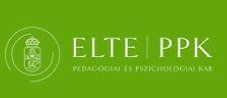 ELTE | PPK
PEDAGÓGIAI ÉS PSZICHOLÓGIAI KAR